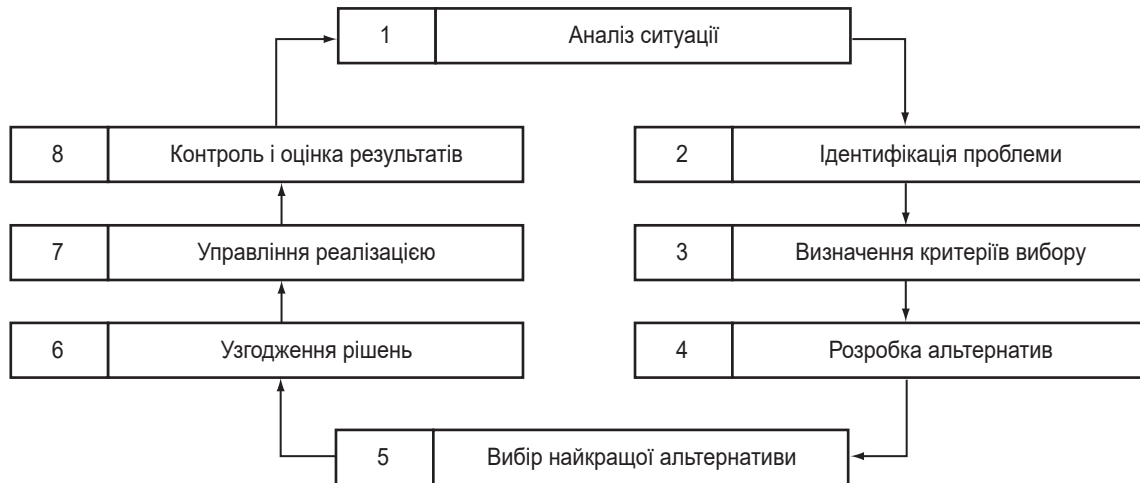 1 Аналіз ситуації
2 Ідентифікація проблеми
3 Визначення критеріїв вибору
4 Розробка альтернатив
5 Вибір найкращої альтернативи
6 Узгодження рішень
7 Управління реалізацією
8 Контроль і оцінка результатів